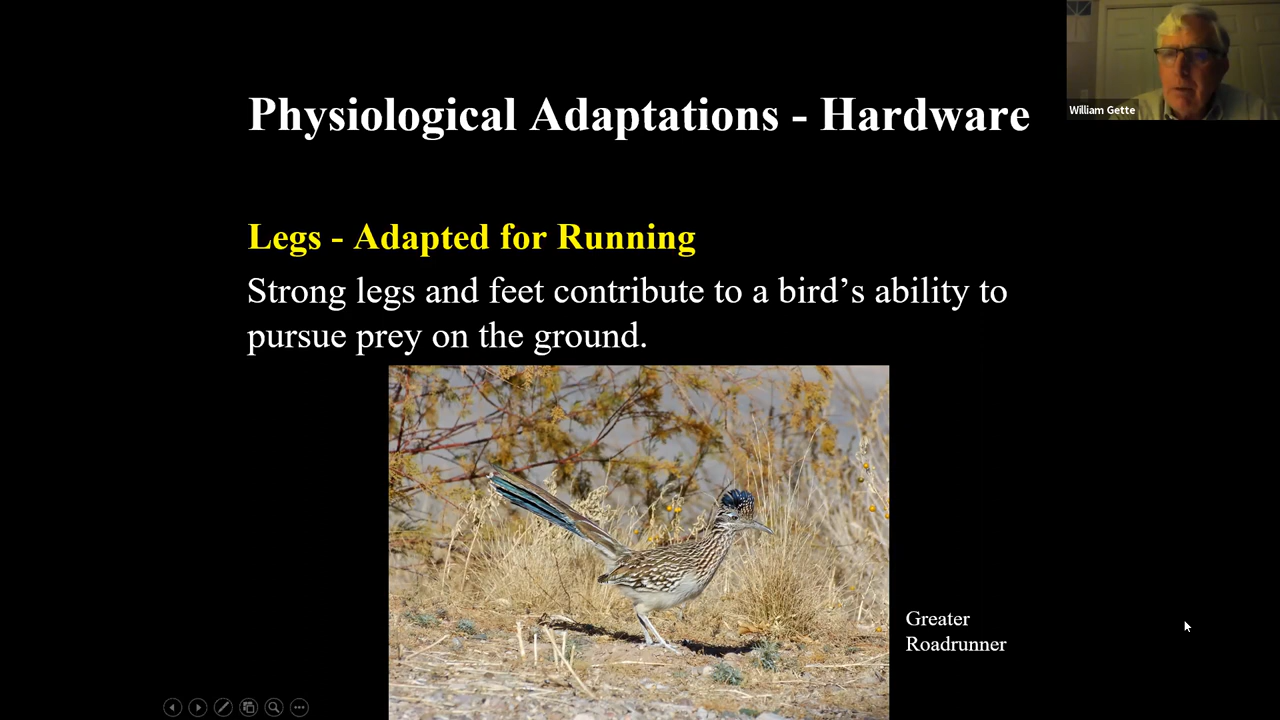 Physiological Adaptations - Hardware
William Gette
Legs - Adapted for Running
Strong legs and feet contribute to a bird’s ability to
pursue prey on the ground.
Greater
Roadrunner